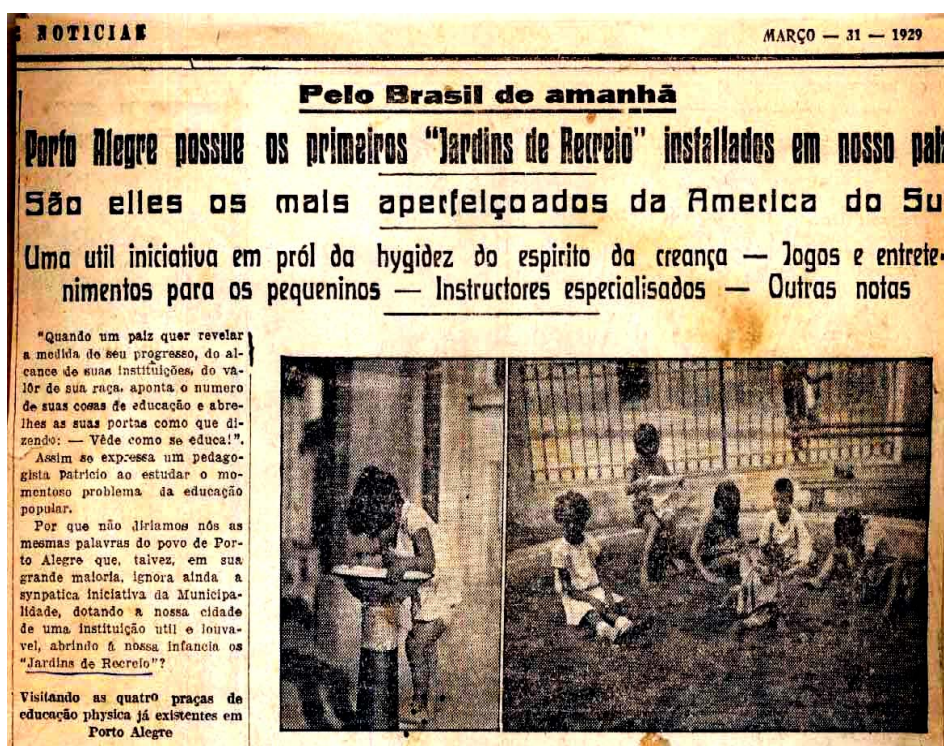 NOTICIAS
MARÇO — 31 — 1929
Pelo Brasil de amanhã
Porto Alegre possue os primeiros "Jardins de Recreio" installados em nosso paiz
São elles os mais aperfeiçoados da America do Su
Uma util iniciativa em pról da hygidez do espirito da creança — Jogos e entrete-
nimentos para os pequeninos — Instructores especialisados — Outras notas
"Quando um paiz quer revelar
a medida de seu progresso, do al-
cance de suas instituições, do va-
lôr de sua raça, aponta o numero
de suas casas de educação e abre-
lhes as suas portas como que di-
zendo: — Vêde como se educa!".
Assim se expressa um pedago-
gista patricio ao estudar o mo-
mentoso problema da educação
popular.
Por que não diriamos nós as
mesmas palavras do povo de Por-
to Alegre que, talvez, em sua
grande maioria, ignora ainda a
synpatica iniciativa da Municipa-
lidade, dotando a nossa cidade
de uma instituição util e louva-
vel, abrindo á nossa infancia os
"Jardins de Recreio"?
Visitando as quatro praças de
educação physica já existentes em
Porto Alegre